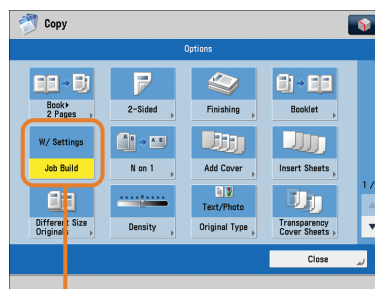 Copy
Options
Book▸
2 Pages
2-Sided
Finishing
Booklet
W/ Settings
Job Build
N on 1
Add Cover
Insert Sheets
1 /
Different Size
Originals
Density
Text/Photo
Original Type
Transparency
Cover Sheets
Close